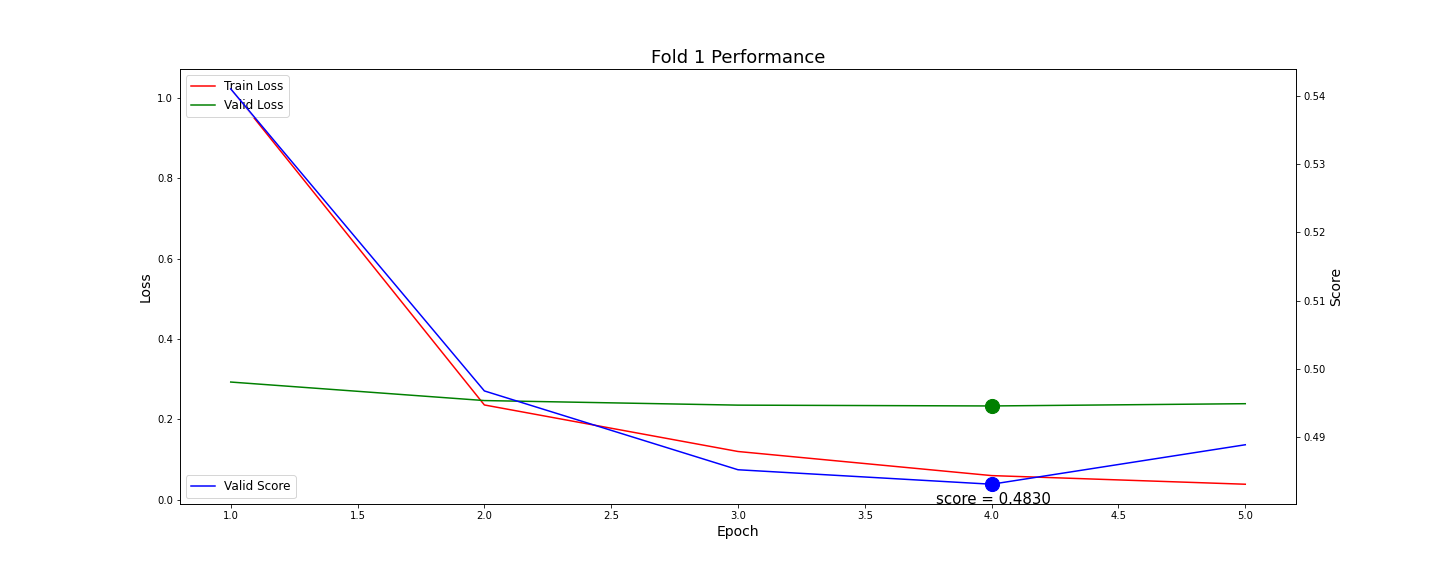 Fold 1 Performance
Train Loss
Valid Loss
Valid Score
Loss
1.0
0.8
0.6
0.4
0.2
0.0
0.54
0.53
0.52
0.51
0.50
0.49
Score
score = 0.4830
1.0 1.5 2.0 2.5 3.0 3.5 4.0 4.5 5.0
Epoch